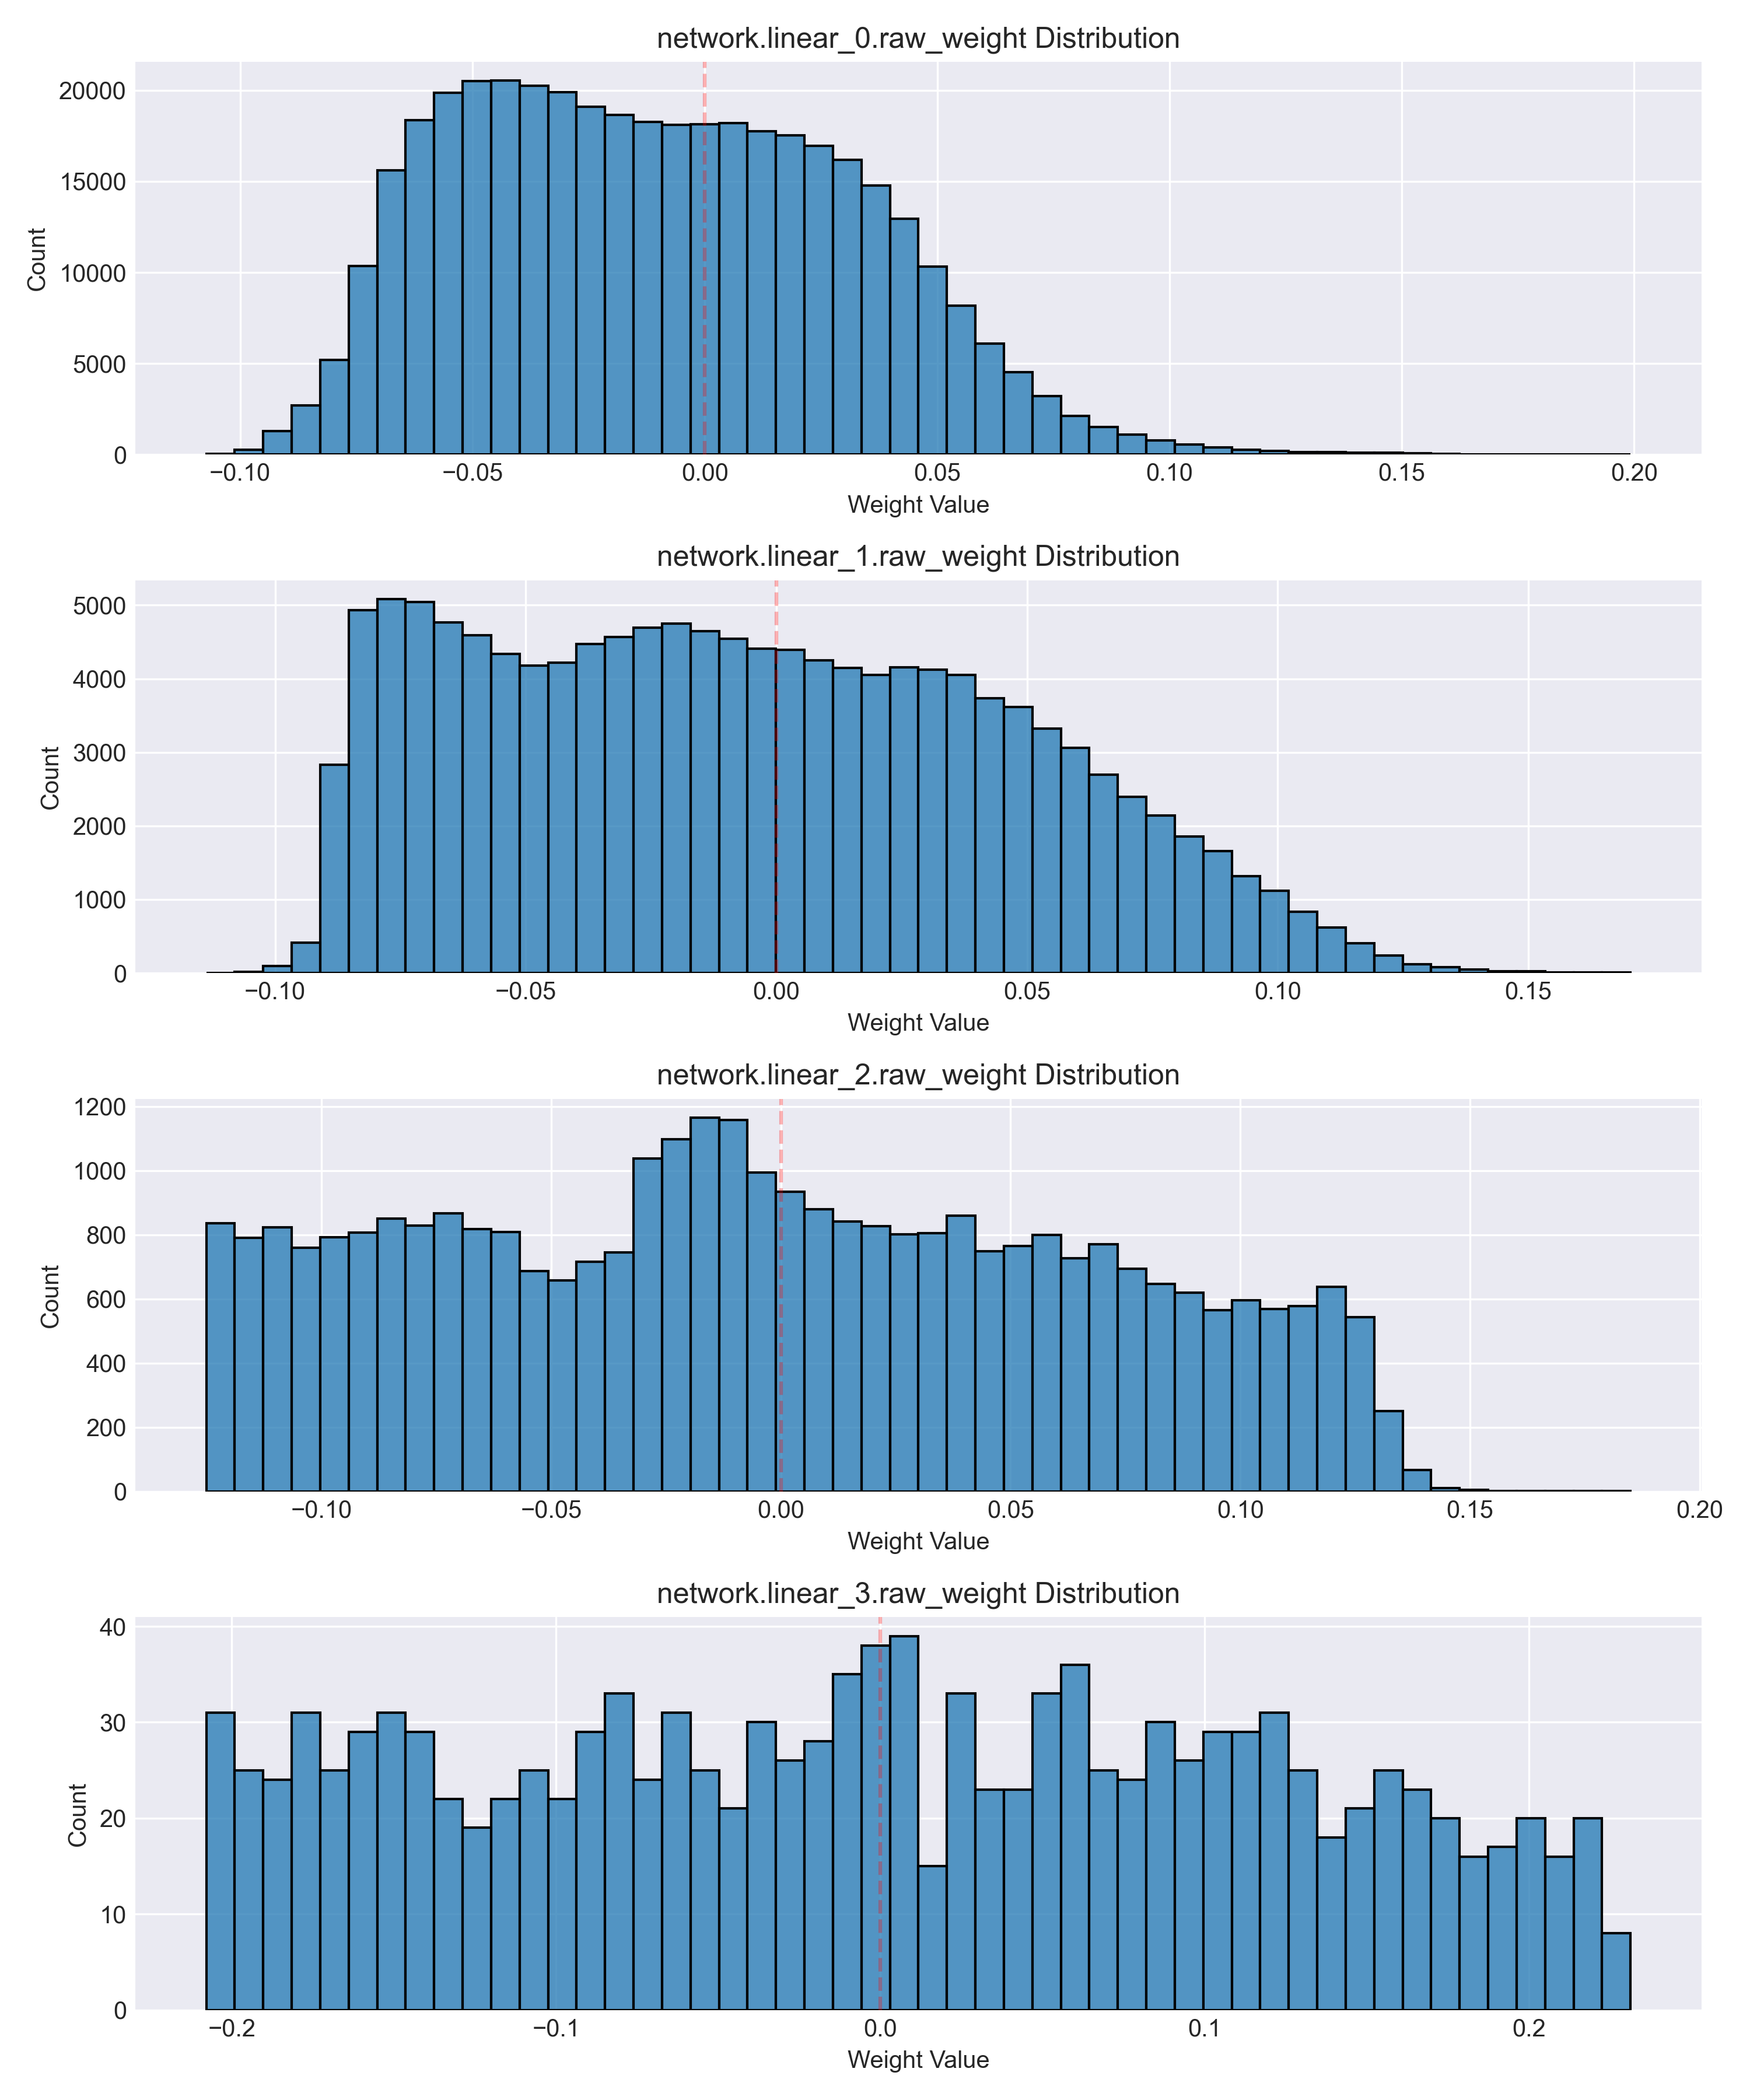 network.linear_0.raw_weight Distribution
20000
15000
10000
5000
0
Count
−0.10 −0.05 0.00 0.05 0.10 0.15 0.20
Weight Value
network.linear_1.raw_weight Distribution
5000
4000
3000
2000
1000
0
Count
−0.10 −0.05 0.00 0.05 0.10 0.15
Weight Value
network.linear_2.raw_weight Distribution
1200
1000
800
600
400
200
0
Count
−0.10 −0.05 0.00 0.05 0.10 0.15 0.20
Weight Value
network.linear_3.raw_weight Distribution
40
30
20
10
0
Count
−0.2 −0.1 0.0 0.1 0.2
Weight Value